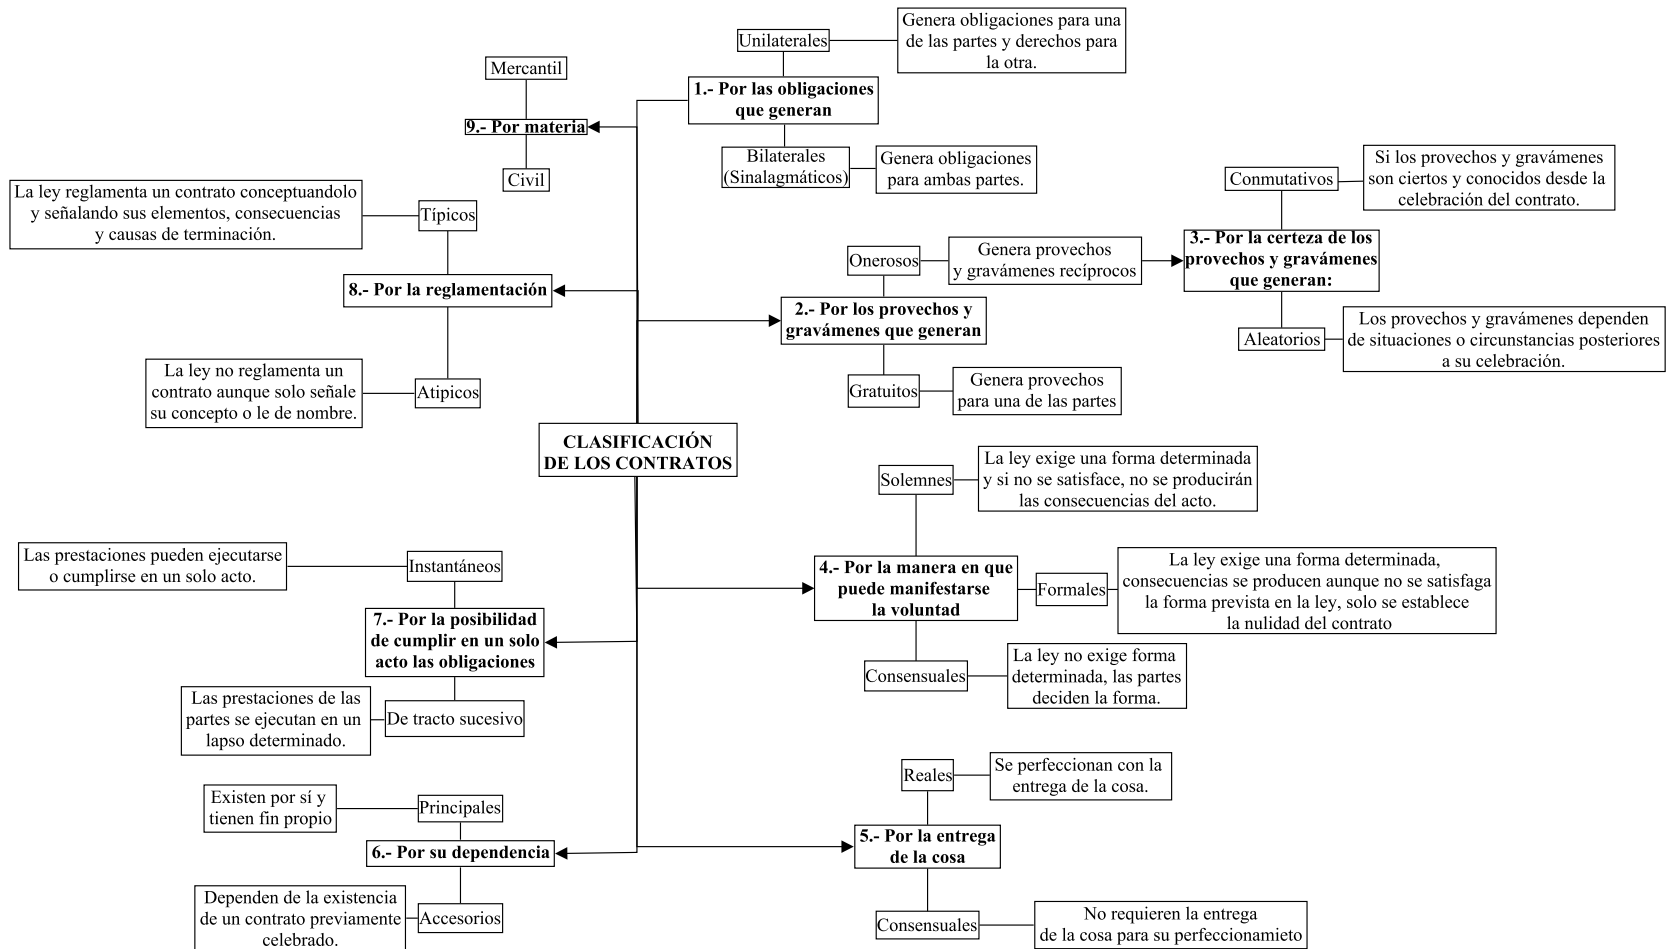 CLASIFICACIÓN
DE LOS CONTRATOS
1.- Por las obligaciones
que generan
Unilaterales
Genera obligaciones para una
de las partes y derechos para
la otra.
Bilaterales
(Sinalagmáticos)
Genera obligaciones
para ambas partes.
2.- Por los provechos y
gravámenes que generan
Onerosos
Genera provechos
y gravámenes recíprocos
Gratuitos
Genera provechos
para una de las partes
3.- Por la certeza de los
provechos y gravámenes
que generan:
Conmutativos
Si los provechos y gravámenes
son ciertos y conocidos desde la
celebración del contrato.
Aleatorios
Los provechos y gravámenes dependen
de situaciones o circunstancias posteriores
a su celebración.
4.- Por la manera en que
puede manifestarse
la voluntad
Solemnes
La ley exige una forma determinada
y si no se satisface, no se producirán
las consecuencias del acto.
Formales
La ley exige una forma determinada,
consecuencias se producen aunque no se satisfaga
la forma prevista en la ley, solo se establece
la nulidad del contrato
Consensuales
La ley no exige forma
determinada, las partes
deciden la forma.
5.- Por la entrega
de la cosa
Reales
Se perfeccionan con la
entrega de la cosa.
Consensuales
No requieren la entrega
de la cosa para su perfeccionamieto
6.- Por su dependencia
Principales
Existen por sí y
tienen fin propio
Accesorios
Dependen de la existencia
de un contrato previamente
celebrado.
7.- Por la posibilidad
de cumplir en un solo
acto las obligaciones
Instantáneos
Las prestaciones pueden ejecutarse
o cumplirse en un solo acto.
De tracto sucesivo
Las prestaciones de las
partes se ejecutan en un
lapso determinado.
8.- Por la reglamentación
Típicos
La ley reglamenta un contrato conceptuandolo
y señalando sus elementos, consecuencias
y causas de terminación.
Atipicos
La ley no reglamenta un
contrato aunque solo señale
su concepto o le de nombre.
9.- Por materia
Mercantil
Civil